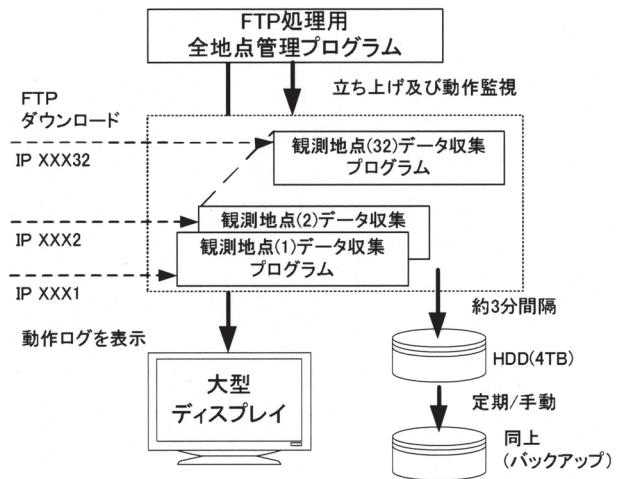 FTP処理用
全地点管理プログラム
立ち上げ及び動作監視
FTP
ダウンロード
観測地点(32)データ収集
プログラム
IP XXX32
観測地点(2)データ収集
IP XXX2
観測地点(1)データ収集
プログラム
IP XXX1
約3分間隔
動作ログを表示
HDD(4TB)
大型
ディスプレイ
定期/手動
同上
(バックアップ)